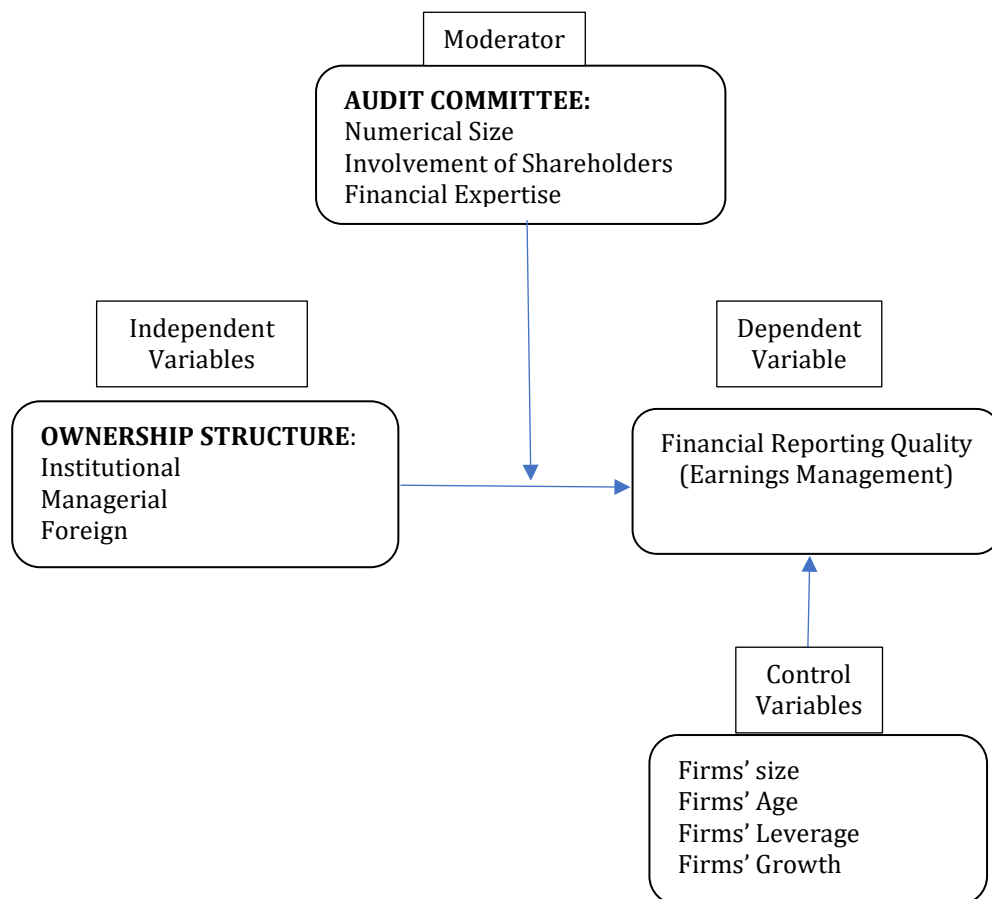 Moderator
AUDIT COMMITTEE:
Numerical Size
Involvement of Shareholders
Financial Expertise
Independent
Variables
OWNERSHIP STRUCTURE:
Institutional
Managerial
Foreign
Dependent
Variable
Financial Reporting Quality
(Earnings Management)
Control
Variables
Firms’ size
Firms’ Age
Firms’ Leverage
Firms’ Growth